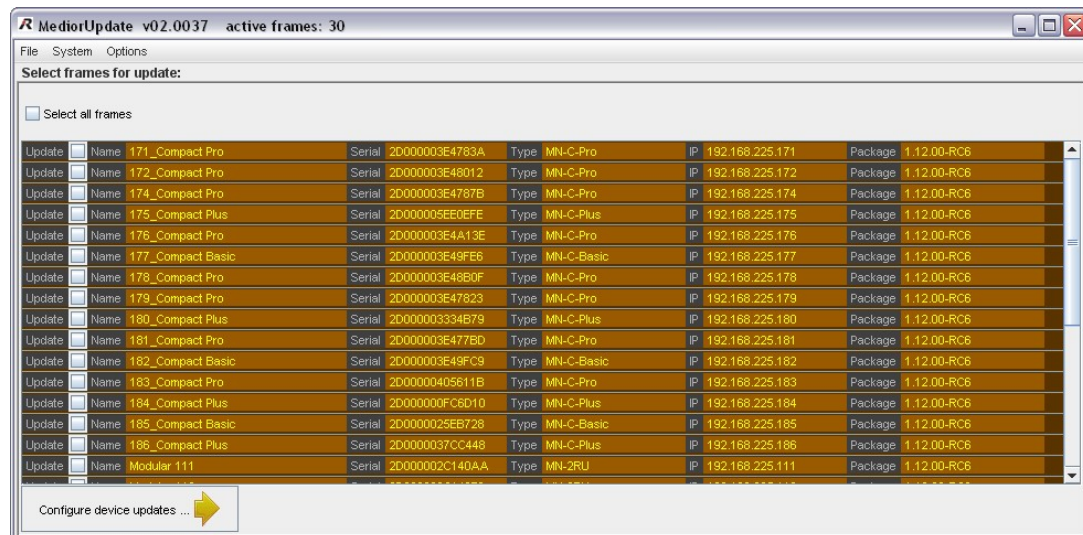 MediorUpdate v02.0037 active frames: 30
File System Options
Select frames for update:
Select all frames
Update Name 171_Compact Pro Serial 2D000003E4783A Type MN-C-Pro IP 192.168.225.171 Package 1.12.00-RC6
Update Name 172_Compact Pro Serial 2D000003E48012 Type MN-C-Pro IP 192.168.225.172 Package 1.12.00-RC6
Update Name 174_Compact Pro Serial 2D000003E4787B Type MN-C-Pro IP 192.168.225.174 Package 1.12.00-RC6
Update Name 175_Compact Plus Serial 2D000005EE0EFE Type MN-C-Plus IP 192.168.225.175 Package 1.12.00-RC6
Update Name 176_Compact Pro Serial 2D000003E4A13E Type MN-C-Pro IP 192.168.225.176 Package 1.12.00-RC6
Update Name 177_Compact Basic Serial 2D000003E49FE6 Type MN-C-Basic IP 192.168.225.177 Package 1.12.00-RC6
Update Name 178_Compact Pro Serial 2D000003E48B0F Type MN-C-Pro IP 192.168.225.178 Package 1.12.00-RC6
Update Name 179_Compact Pro Serial 2D000003E47823 Type MN-C-Pro IP 192.168.225.179 Package 1.12.00-RC6
Update Name 180_Compact Plus Serial 2D000003334B79 Type MN-C-Plus IP 192.168.225.180 Package 1.12.00-RC6
Update Name 181_Compact Pro Serial 2D000003E477BD Type MN-C-Pro IP 192.168.225.181 Package 1.12.00-RC6
Update Name 182_Compact Basic Serial 2D000003E49FC9 Type MN-C-Basic IP 192.168.225.182 Package 1.12.00-RC6
Update Name 183_Compact Pro Serial 2D00000405611B Type MN-C-Pro IP 192.168.225.183 Package 1.12.00-RC6
Update Name 184_Compact Plus Serial 2D000000FC6D10 Type MN-C-Plus IP 192.168.225.184 Package 1.12.00-RC6
Update Name 185_Compact Basic Serial 2D0000025EB728 Type MN-C-Basic IP 192.168.225.185 Package 1.12.00-RC6
Update Name 186_Compact Plus Serial 2D0000037CC448 Type MN-C-Plus IP 192.168.225.186 Package 1.12.00-RC6
Update Name Modular 111 Serial 2D0000002C140AA Type MN-2RU IP 192.168.225.111 Package 1.12.00-RC6
Configure device updates ...